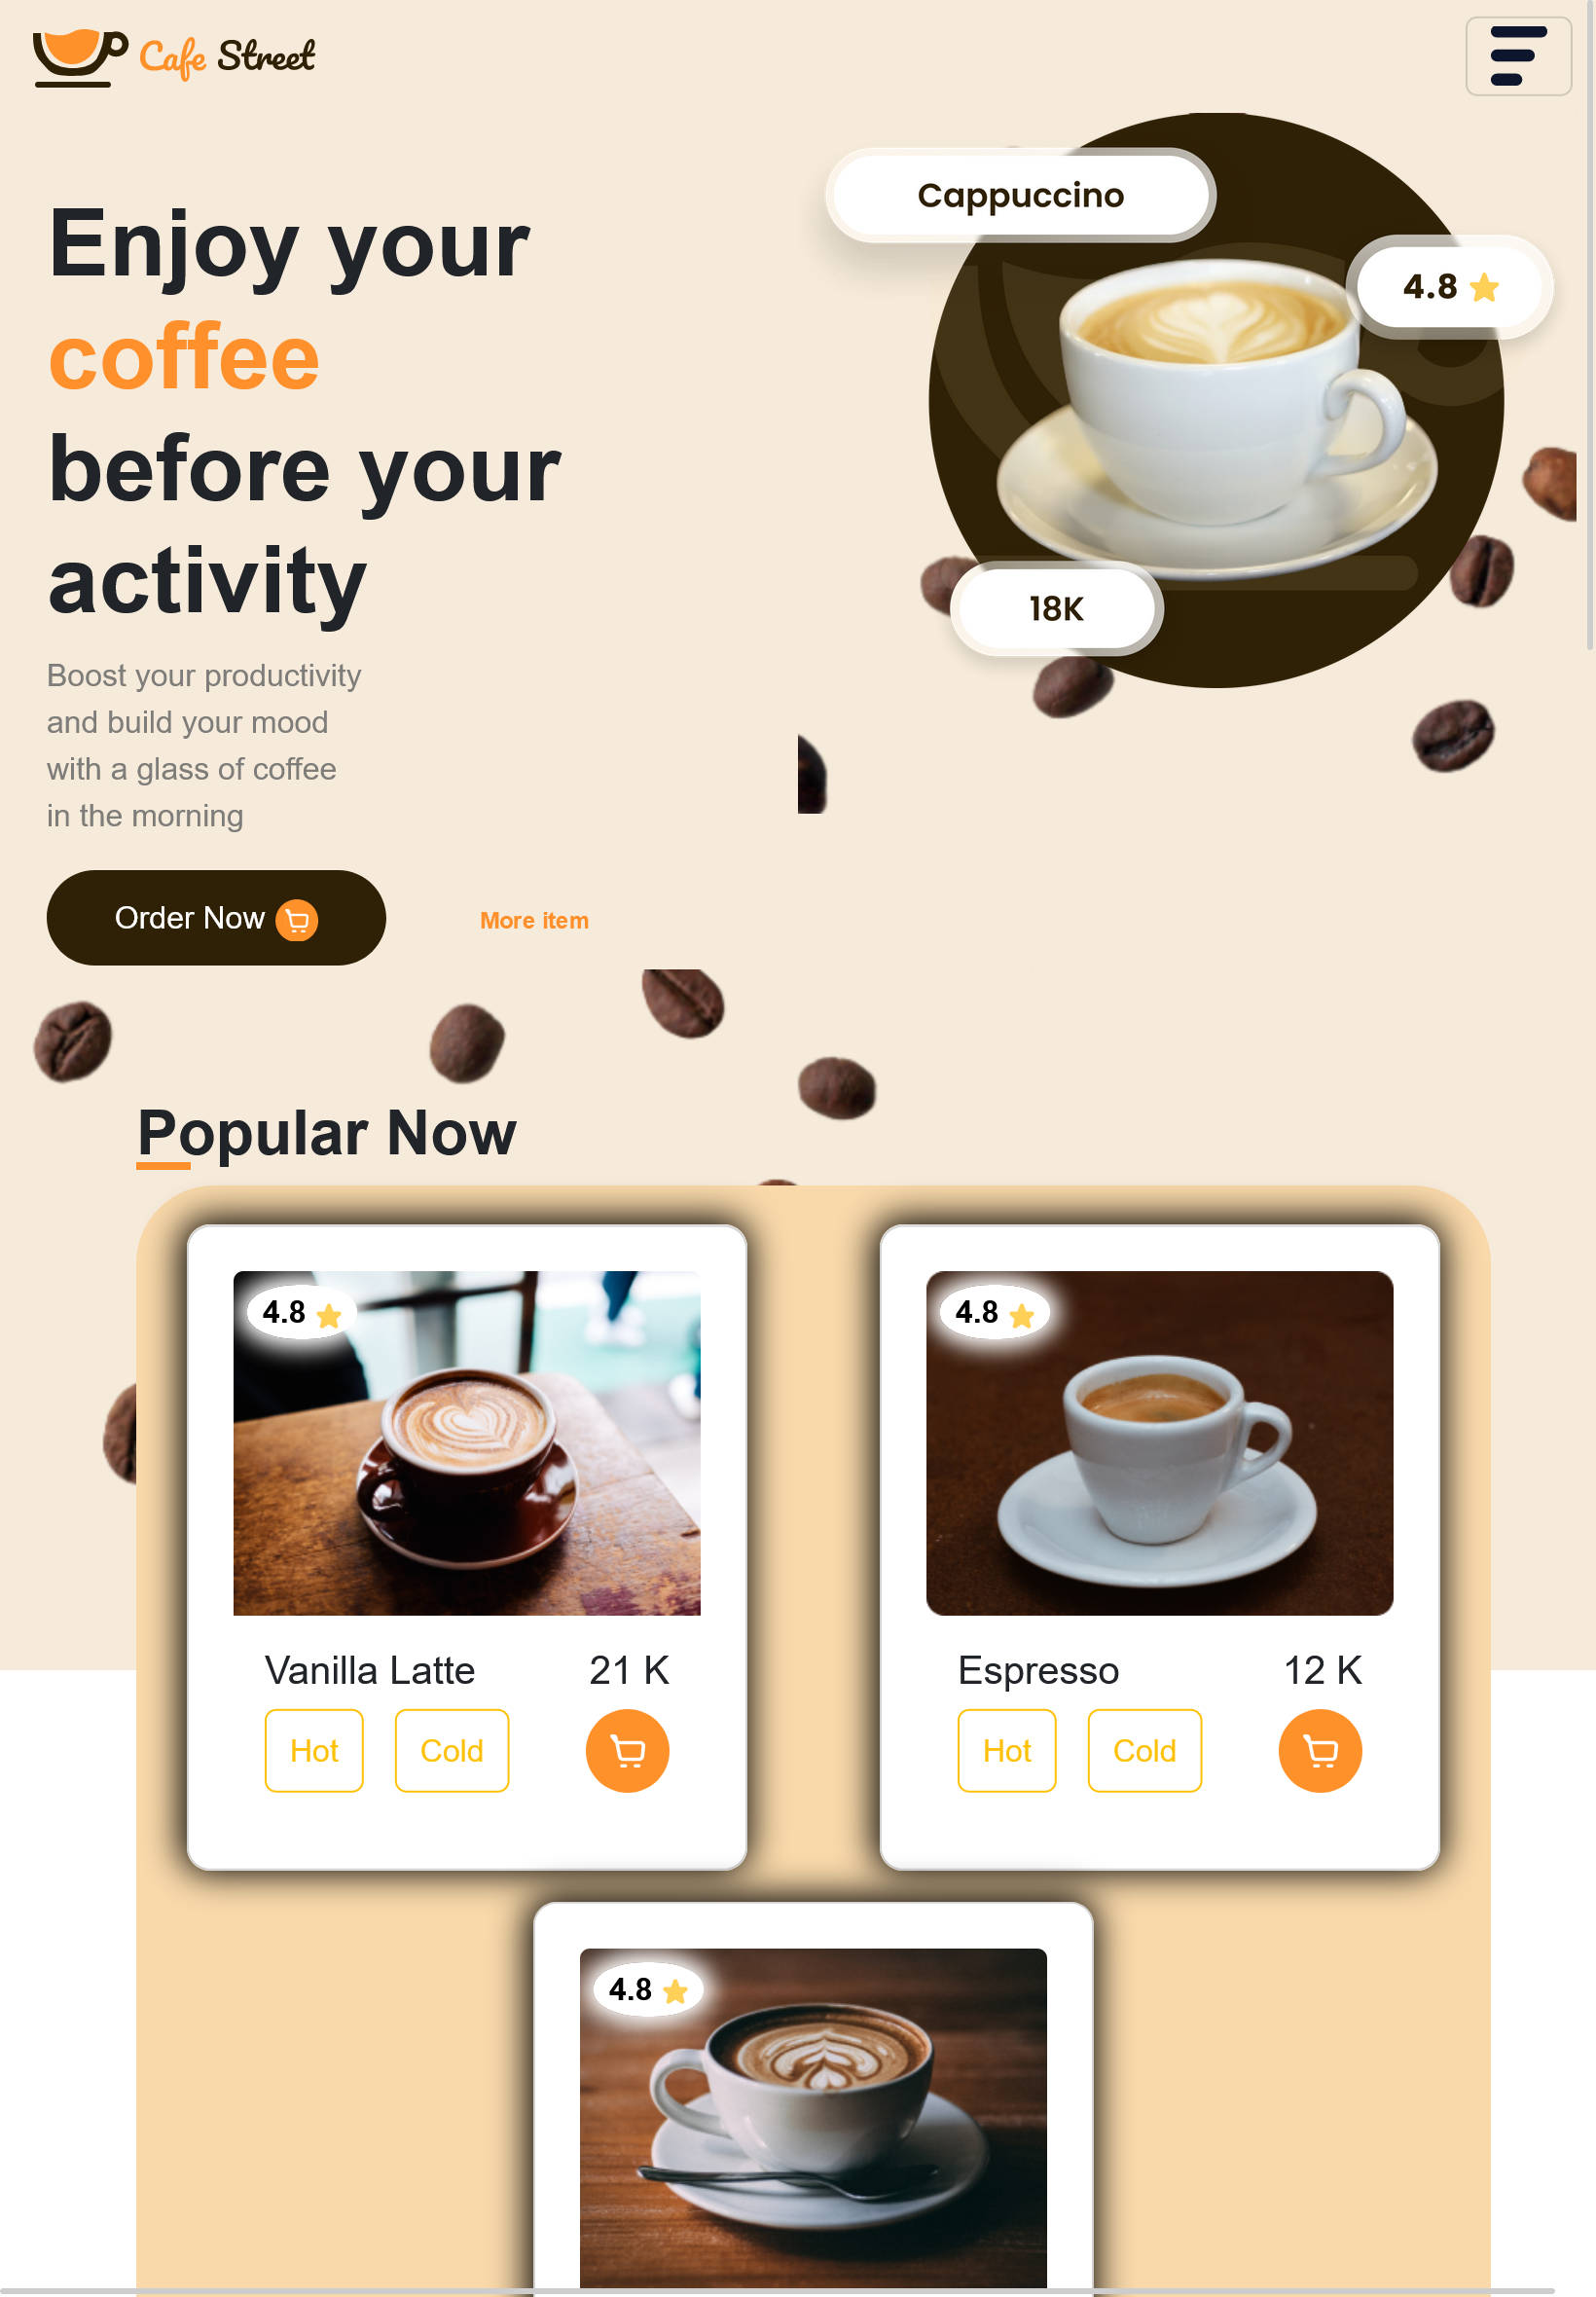 Cafe Street
Cappuccino
4.8
18K
Enjoy your
coffee
before your
activity
Boost your productivity
and build your mood
with a glass of coffee
in the morning
Order Now
More item
Popular Now
4.8
Vanilla Latte 21 K
Hot Cold
4.8
Espresso 12 K
Hot Cold
4.8